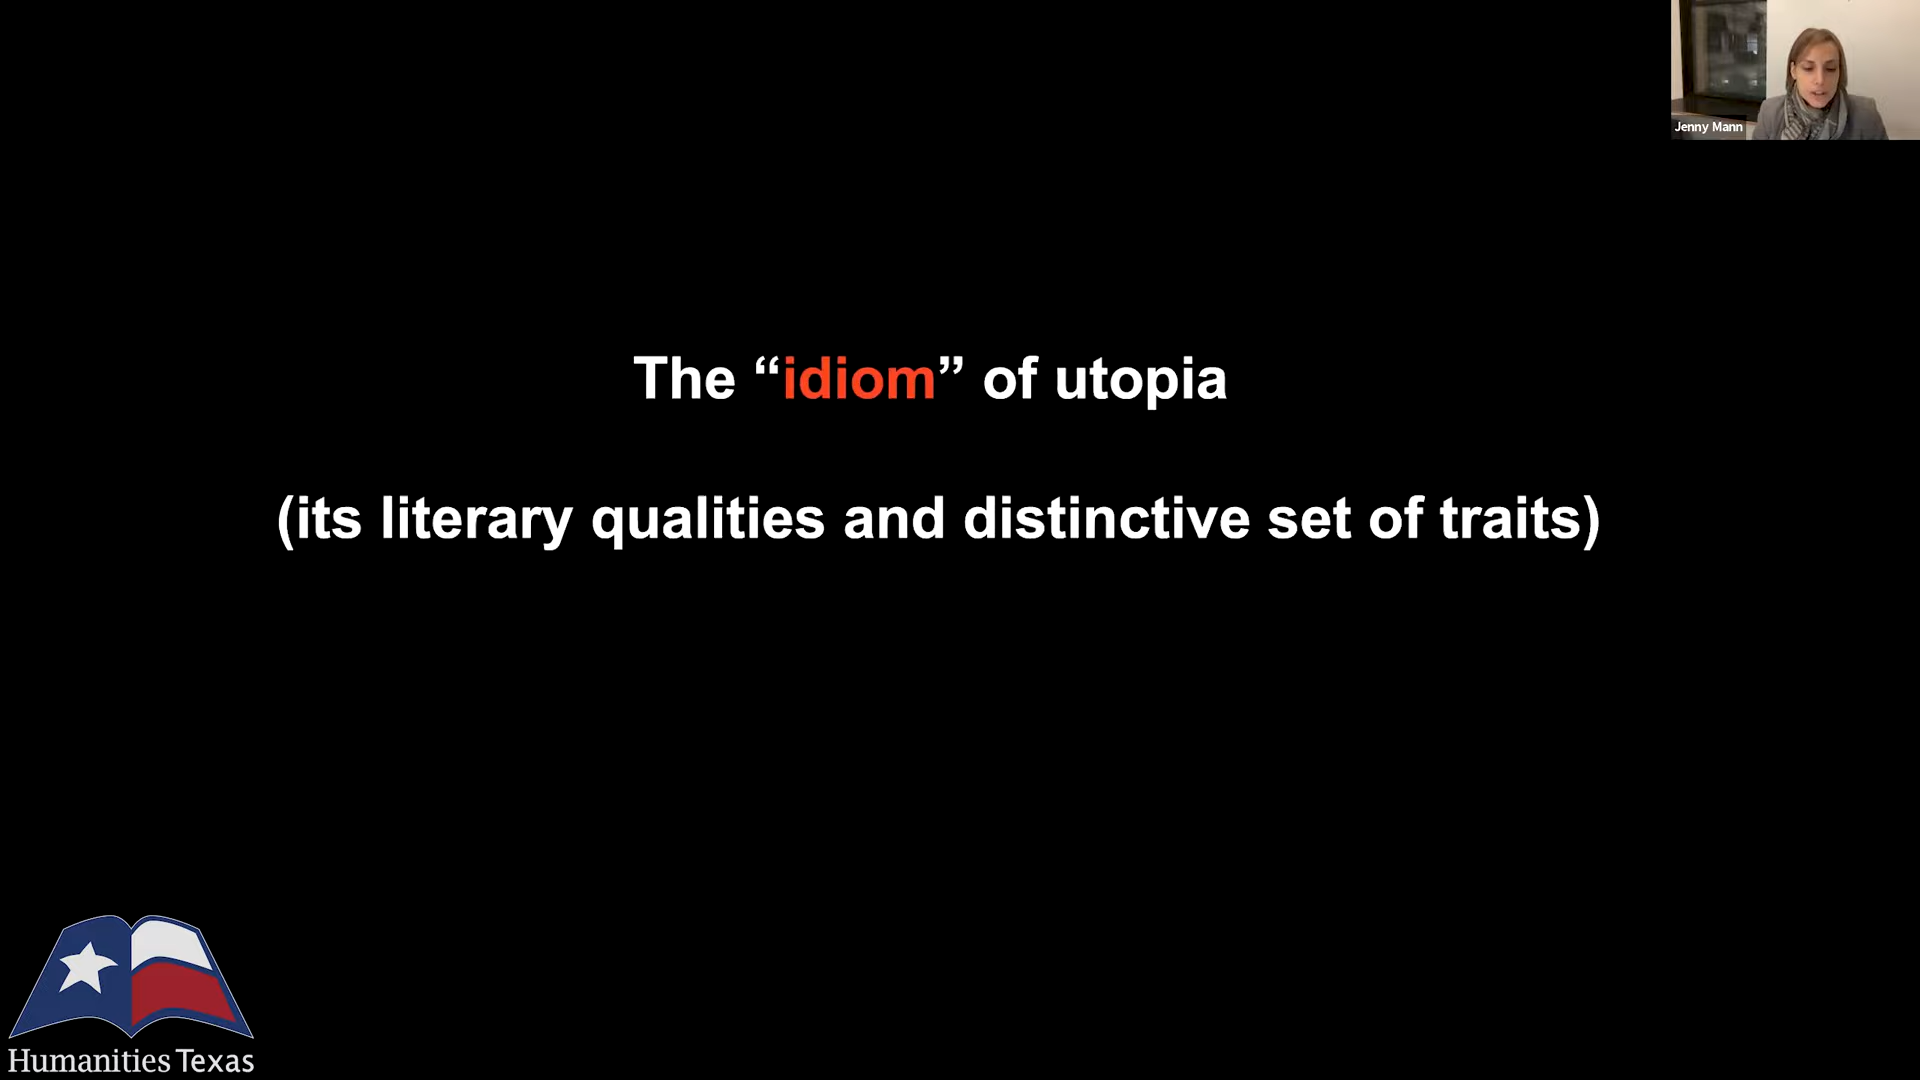 Jenny Mann
The “idiom” of utopia
(its literary qualities and distinctive set of traits)
Humanities Texas